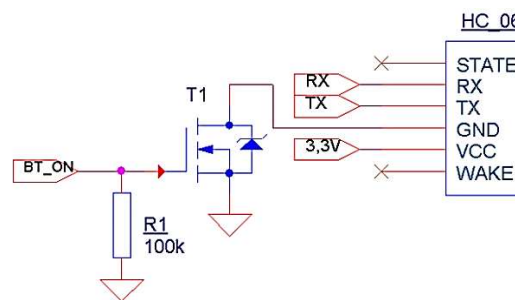 HC_06
STATE
RX
RX
TX
TX
T1
GND
3,3V
VCC
BT_ON
WAKE
R1
100k